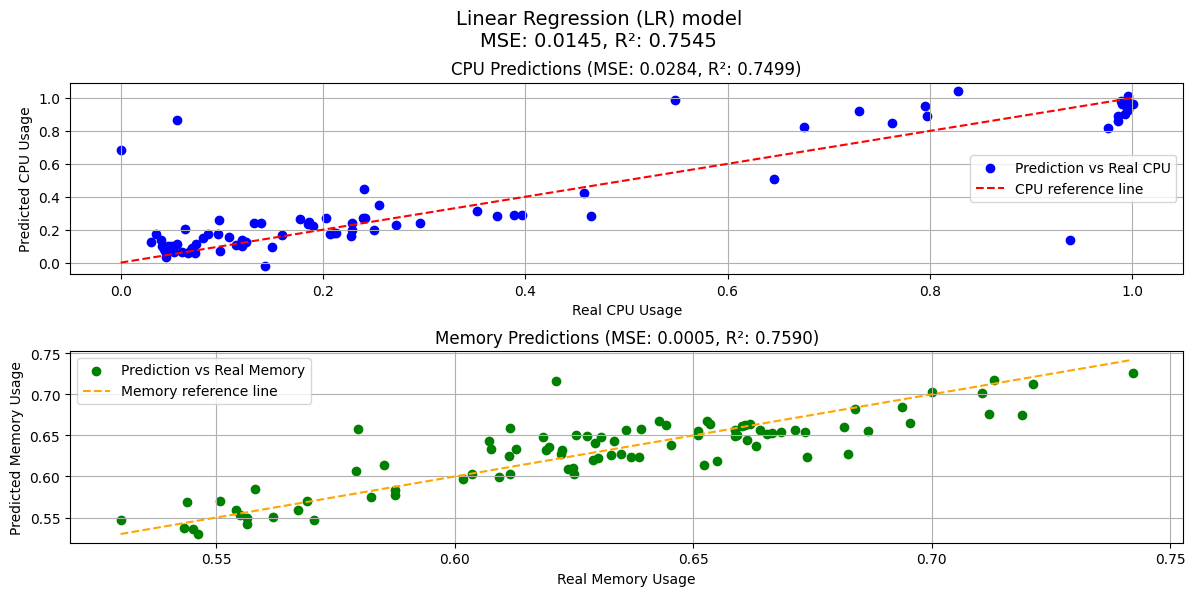 Linear Regression (LR) model
MSE: 0.0145, R²: 0.7545
CPU Predictions (MSE: 0.0284, R²: 0.7499)
Predicted CPU Usage
1.0
0.8
0.6
0.4
0.2
0.0
Prediction vs Real CPU
CPU reference line
0.0 0.2 0.4 0.6 0.8 1.0
Real CPU Usage
Memory Predictions (MSE: 0.0005, R²: 0.7590)
Predicted Memory Usage
0.75
0.70
0.65
0.60
0.55
Prediction vs Real Memory
Memory reference line
0.55 0.60 0.65 0.70 0.75
Real Memory Usage